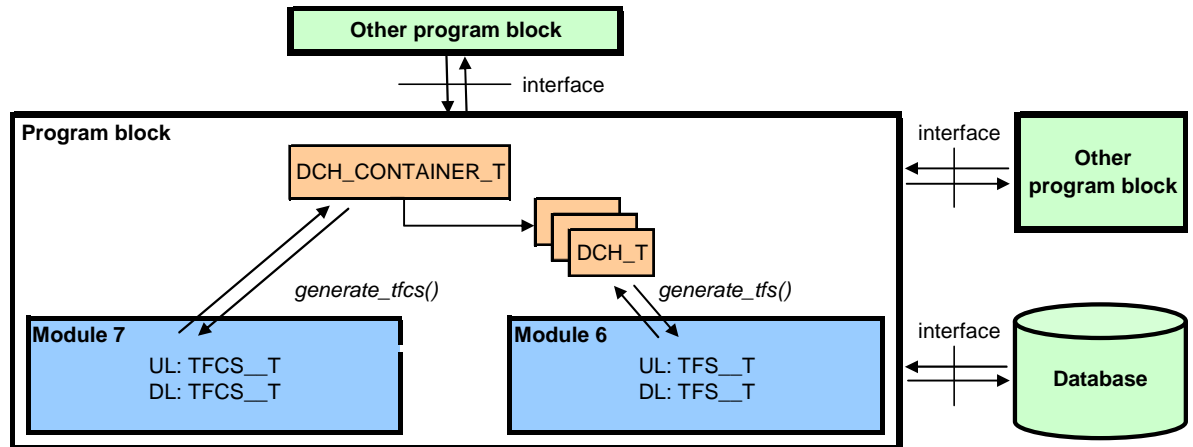 Other program block
interface
Program block
interface
Other
program block
DCH_CONTAINER_T
DCH_T
generate_tfcs()
generate_tfs()
Module 7
UL: TFCS__T
DL: TFCS__T
Module 6
UL: TFS__T
DL: TFS__T
interface
Database